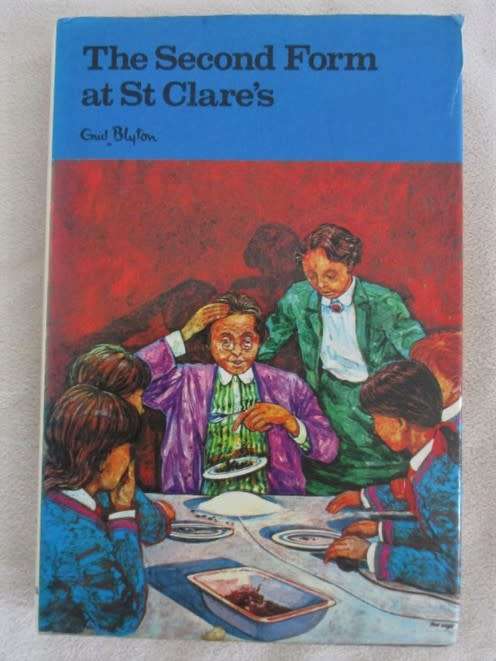 The Second Form
at St Clare's
Enid Blyton